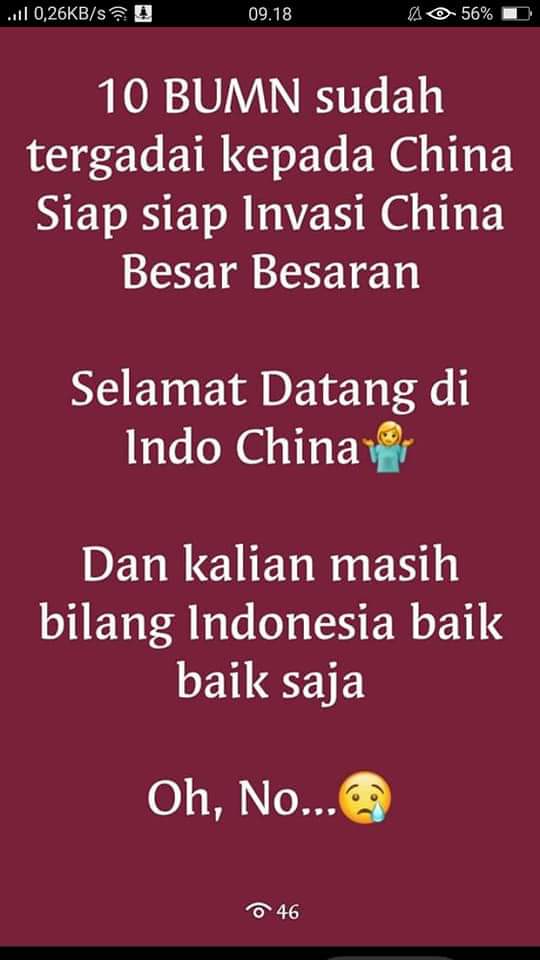 0,26KB/s 09.18 56%
10 BUMN sudah
tergadai kepada China
Siap siap Invasi China
Besar Besaran
Selamat Datang di
Indo China🤷‍♀️
Dan kalian masih
bilang Indonesia baik
baik saja
Oh, No...😢
46